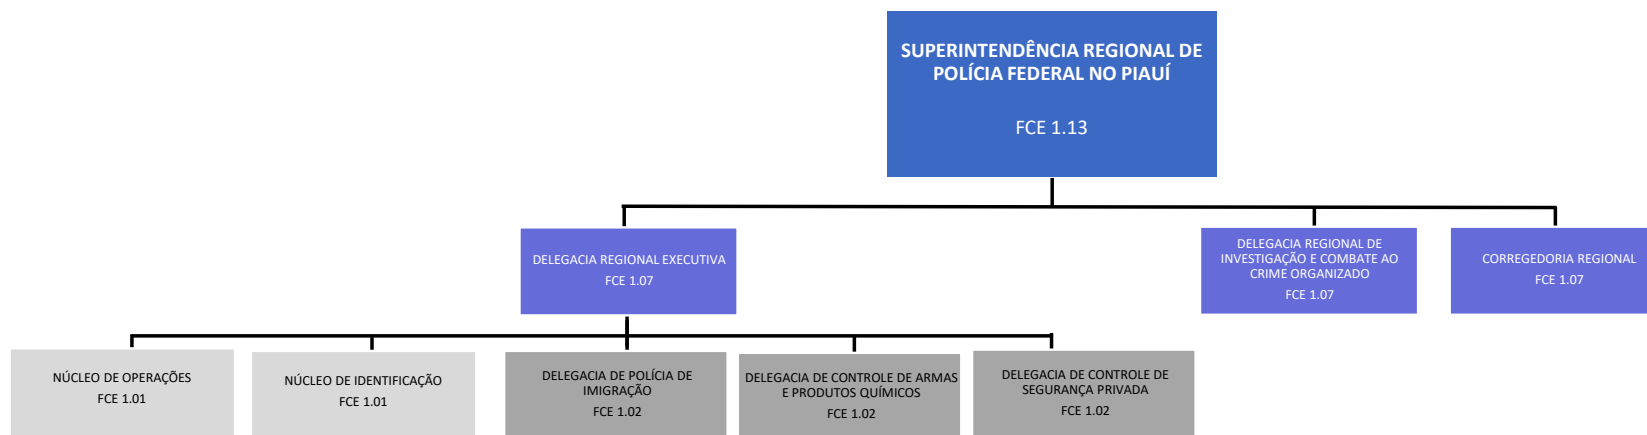 SUPERINTENDÊNCIA REGIONAL DE
POLÍCIA FEDERAL NO PIAUÍ
FCE 1.13
DELEGACIA REGIONAL EXECUTIVA
FCE 1.07
DELEGACIA REGIONAL DE
INVESTIGAÇÃO E COMBATE AO
CRIME ORGANIZADO
FCE 1.07
CORREGEDORIA REGIONAL
FCE 1.07
NÚCLEO DE OPERAÇÕES
FCE 1.01
NÚCLEO DE IDENTIFICAÇÃO
FCE 1.01
DELEGACIA DE POLÍCIA DE
IMIGRAÇÃO
FCE 1.02
DELEGACIA DE CONTROLE DE ARMAS
E PRODUTOS QUÍMICOS
FCE 1.02
DELEGACIA DE CONTROLE DE
SEGURANÇA PRIVADA
FCE 1.02